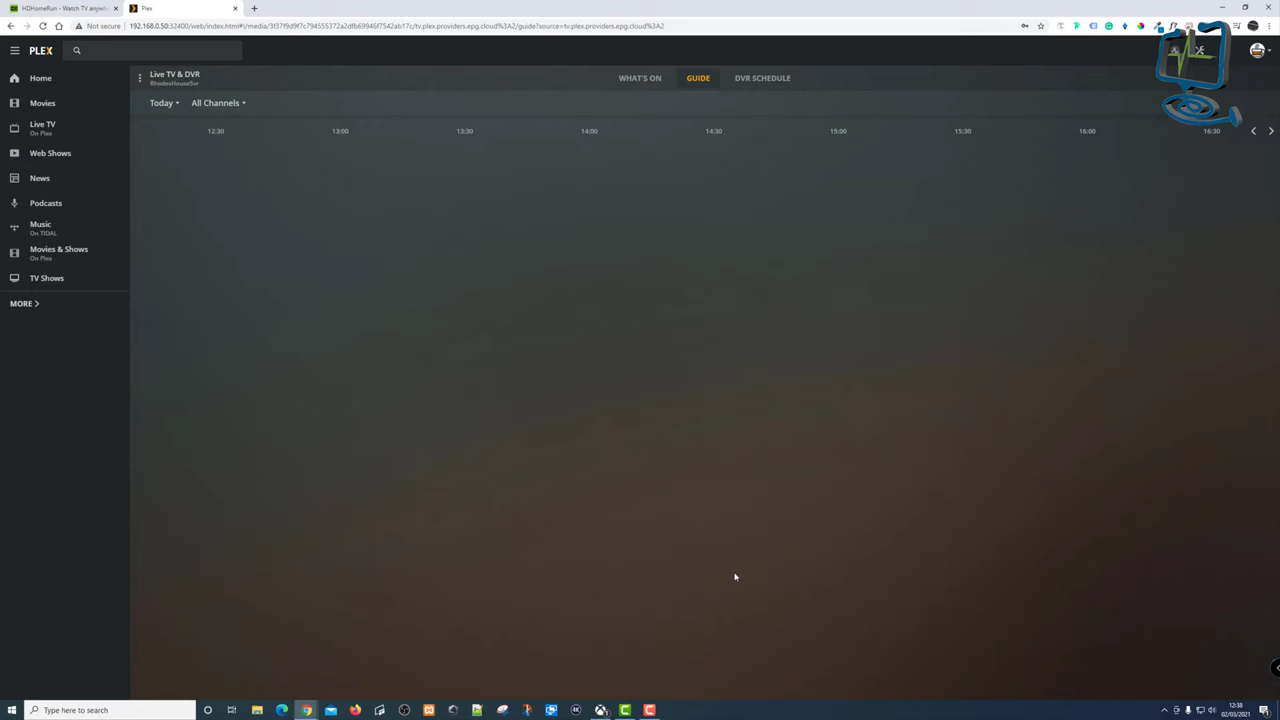 HDHomeRun - Watch TV anywhe
Plex
Not secure
192.168.0.50:32400/web/index.html#!/media/3f37f9d9f7c794555372a2dfb69946f7542ab17c/tv.plex.providers.epg.cloud%3A2/guide?source=tv.plex.providers.epg.cloud%3A2
PLEX
Home
Movies
Live TV
On Plex
Web Shows
News
Podcasts
Music
On TIDAL
Movies & Shows
On Plex
TV Shows
MORE
Live TV & DVR
RhodesHouseSvr
WHAT'S ON
GUIDE
DVR SCHEDULE
Today
All Channels
12:30 13:00 13:30 14:00 14:30 15:00 15:30 16:00 16:30
Type here to search
4K
12:38
02/03/2021